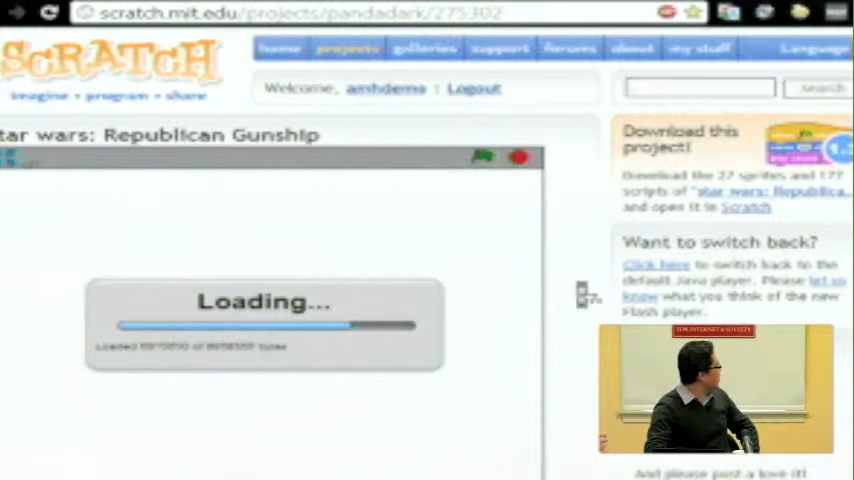 scratch.mit.edu/projects/pandadark/275302
SCRATCH
home projects galleries support forums about my stuff Language
imagine • program • share
Welcome, amhdemo : Logout
search
tar wars: Republican Gunship
Download this
project!
Download the 27 sprites and 177
scripts of "star wars: Republica...
and open it in Scratch
Want to switch back?
Click here to switch back to the
default Java player. Please let us
know what you think of the new
Flash player.
Loading...
FOR INTERNET & SOCIETY
And please post a love it!